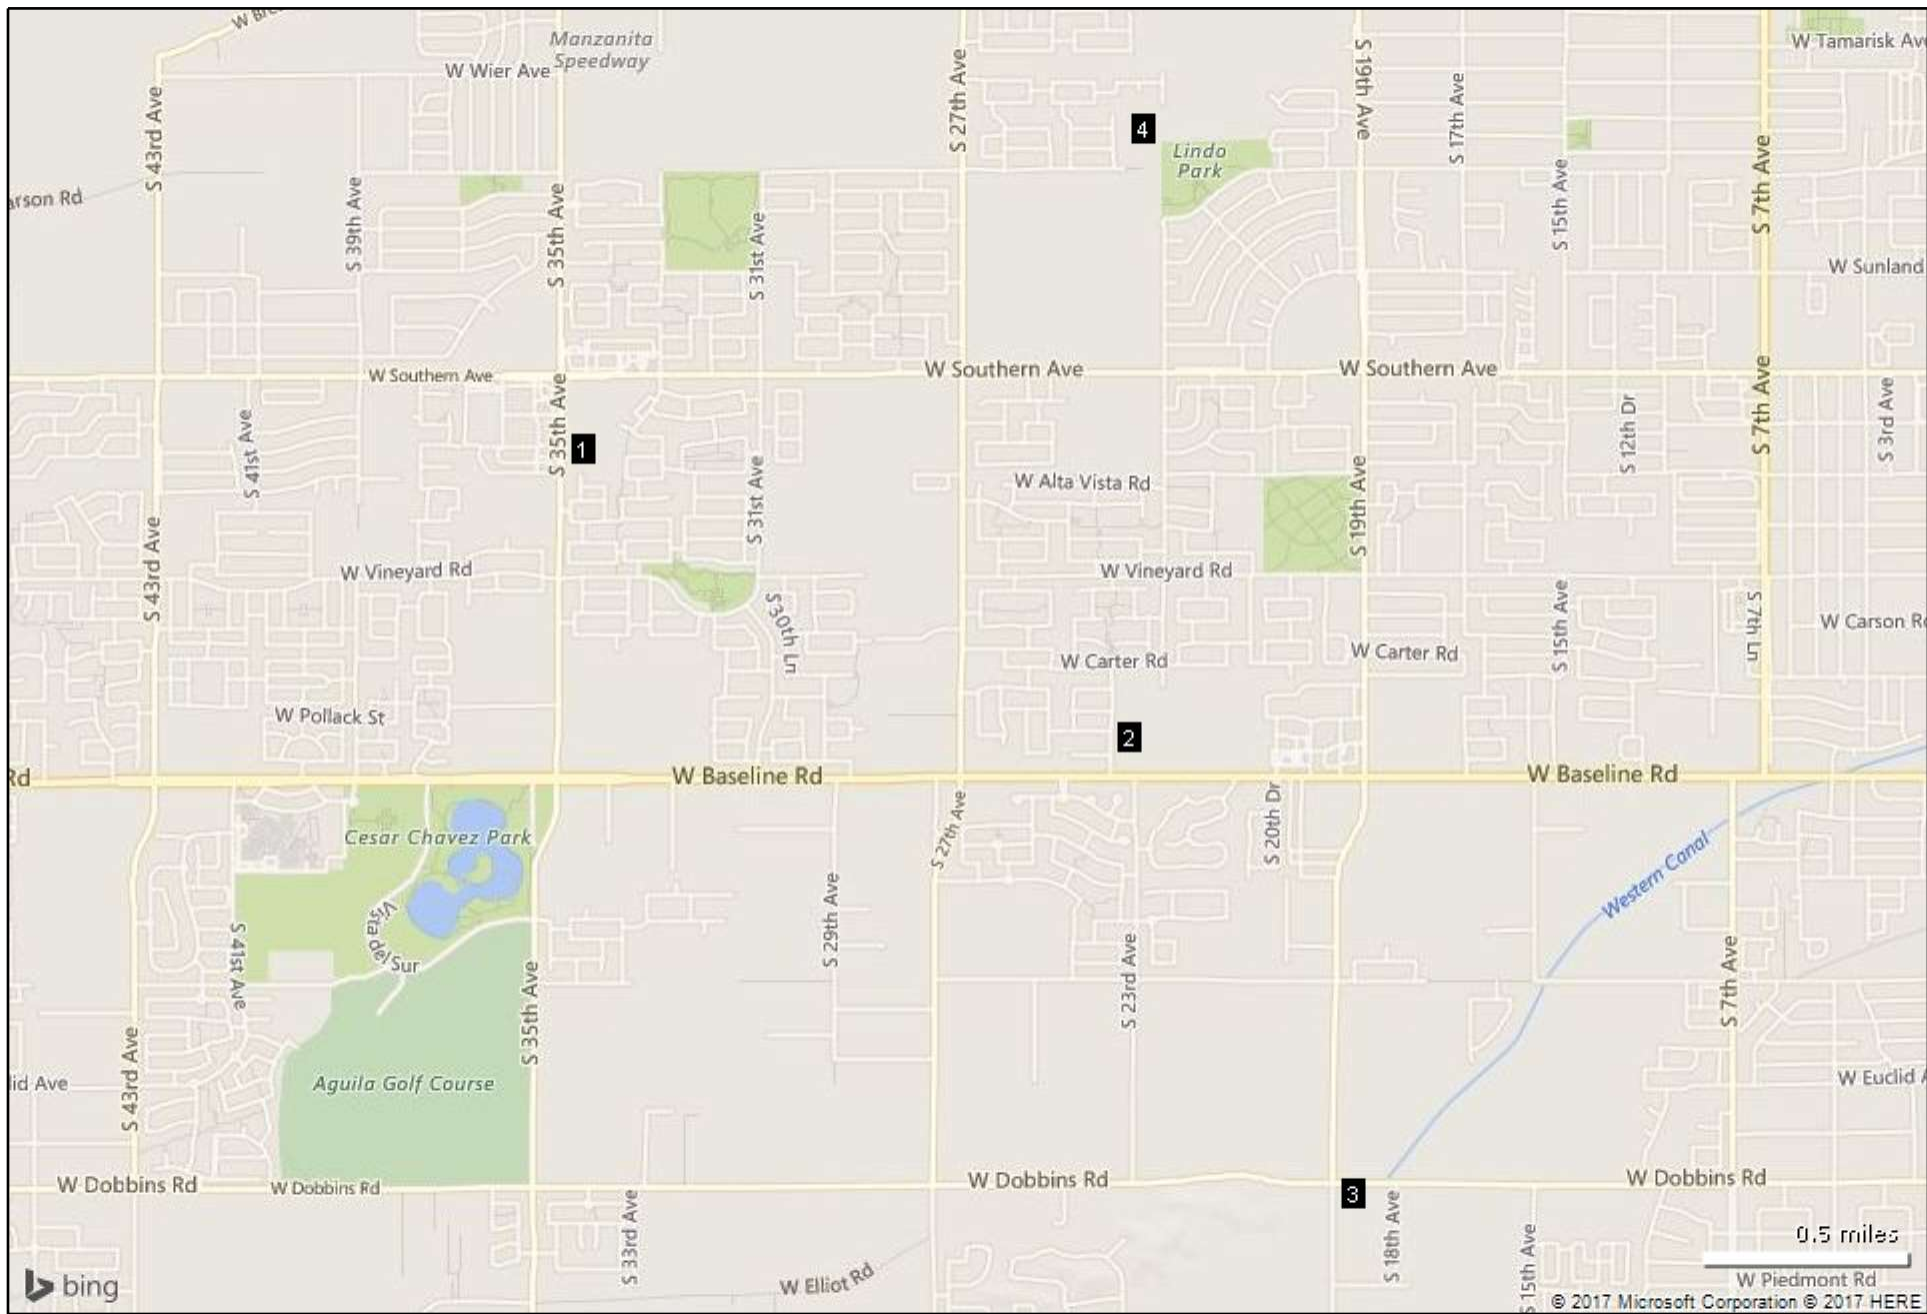 W Bro
Manzanita
Speedway
W Wier Ave
S 43rd Ave
S 27th Ave
S 19th Ave
S 17th Ave
W Tamarisk Av
4
Lindo
Park
arson Rd
S 39th Ave
S 35th Ave
S 31st Ave
S 15th Ave
S 7th Ave
W Sunland
W Southern Ave
W Southern Ave
W Southern Ave
S 41st Ave
S 35th Ave
1
S 31st Ave
W Alta Vista Rd
S 19th Ave
S 12th Dr
S 7th Ave
S 3rd Ave
S 43rd Ave
W Vineyard Rd
W Vineyard Rd
S 30th Ln
W Carter Rd
W Carter Rd
S 15th Ave
S 7th Ln
W Carson Rd
W Pollack St
2
Rd
W Baseline Rd
W Baseline Rd
Cesar Chavez Park
S 27th Ave
S 20th Dr
Western Canal
Vista del Sur
S 41st Ave
S 29th Ave
S 23rd Ave
S 35th Ave
S 7th Ave
S 43rd Ave
lid Ave
Aguila Golf Course
W Euclid A
W Dobbins Rd
W Dobbins Rd
W Dobbins Rd
W Dobbins Rd
3
S 33rd Ave
S 18th Ave
S 15th Ave
0.5 miles
bing
W Elliot Rd
W Piedmont Rd
© 2017 Microsoft Corporation © 2017 HERE